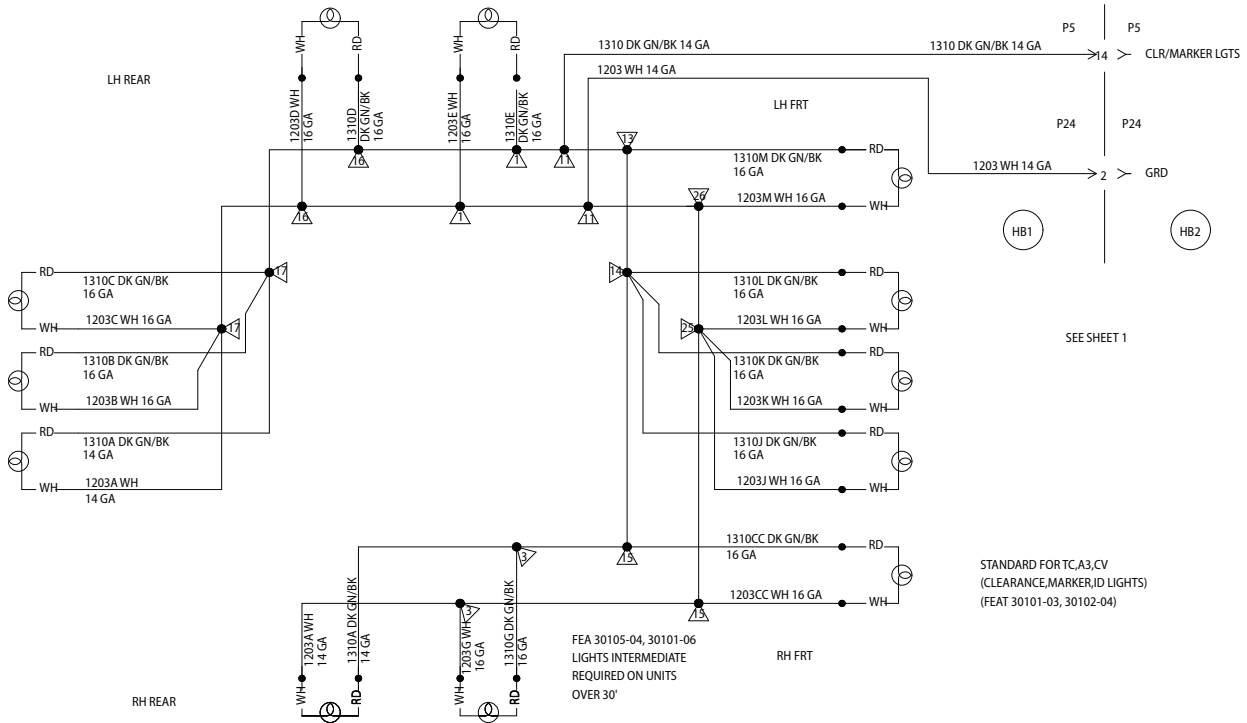 P5
P5
1310 DK GN/BK 14 GA
1310 DK GN/BK 14 GA
14
CLR/MARKER LGTS
WH
RD
WH
RD
1203 WH 14 GA
LH REAR
LH FRT
1203D WH
16 GA
1310D
DK GN/BK
16 GA
1203E WH
16 GA
1310E
DK GN/BK
16 GA
P24
P24
13
16
1
11
1310M DK GN/BK
16 GA
RD
1203 WH 14 GA
2
GRD
26
1203M WH 16 GA
WH
16
1
11
HB1
HB2
RD
1310C DK GN/BK
16 GA
17
14
1310L DK GN/BK
16 GA
RD
WH
1203C WH 16 GA
17
25
1203L WH 16 GA
WH
SEE SHEET 1
RD
1310B DK GN/BK
16 GA
1310K DK GN/BK
16 GA
RD
WH
1203B WH 16 GA
1203K WH 16 GA
WH
RD
1310A DK GN/BK
14 GA
1310J DK GN/BK
16 GA
RD
WH
1203A WH
14 GA
1203J WH 16 GA
WH
1310CC DK GN/BK
16 GA
RD
3
15
STANDARD FOR TC,A3,CV
(CLEARANCE,MARKER,ID LIGHTS)
(FEAT 30101-03, 30102-04)
1203CC WH 16 GA
WH
3
15
1203A WH
14 GA
1310A DK GN/BK
14 GA
1203G WH
16 GA
1310G DK GN/BK
16 GA
FEA 30105-04, 30101-06
LIGHTS INTERMEDIATE
REQUIRED ON UNITS
OVER 30'
RH FRT
RH REAR
WH
RD
WH
RD